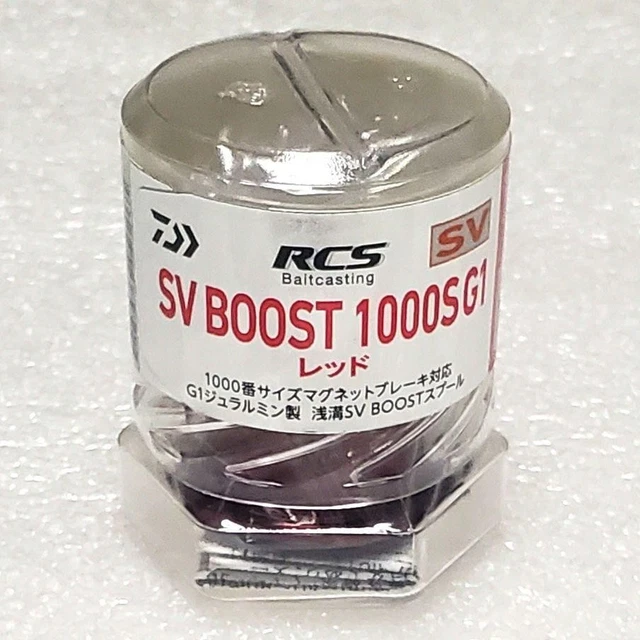 RCS
Baitcasting
SV
SV BOOST 1000S G1
レッド
1000番サイズマグネットブレーキ対応
G1ジュラルミン製 浅溝SV BOOSTスプール